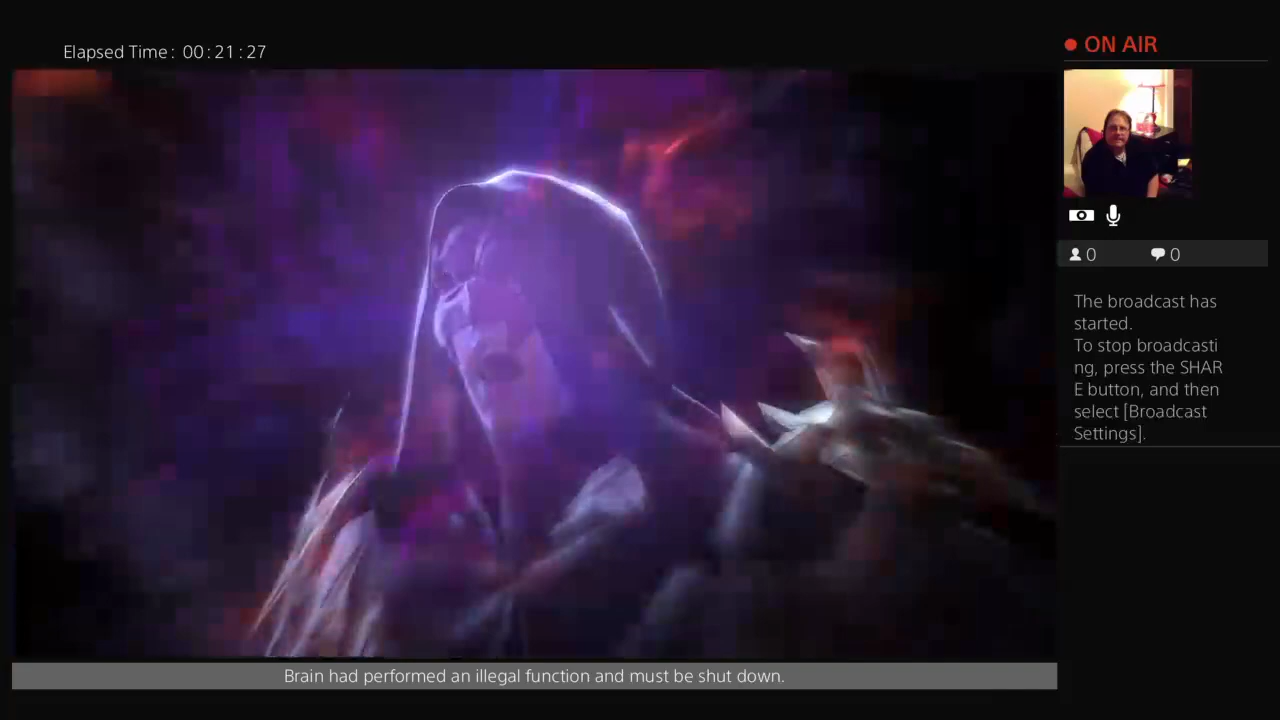 Elapsed Time: 00:21:27
ON AIR
0
0
The broadcast has
started.
To stop broadcasti
ng, press the SHAR
E button, and then
select [Broadcast
Settings].
Brain had performed an illegal function and must be shut down.